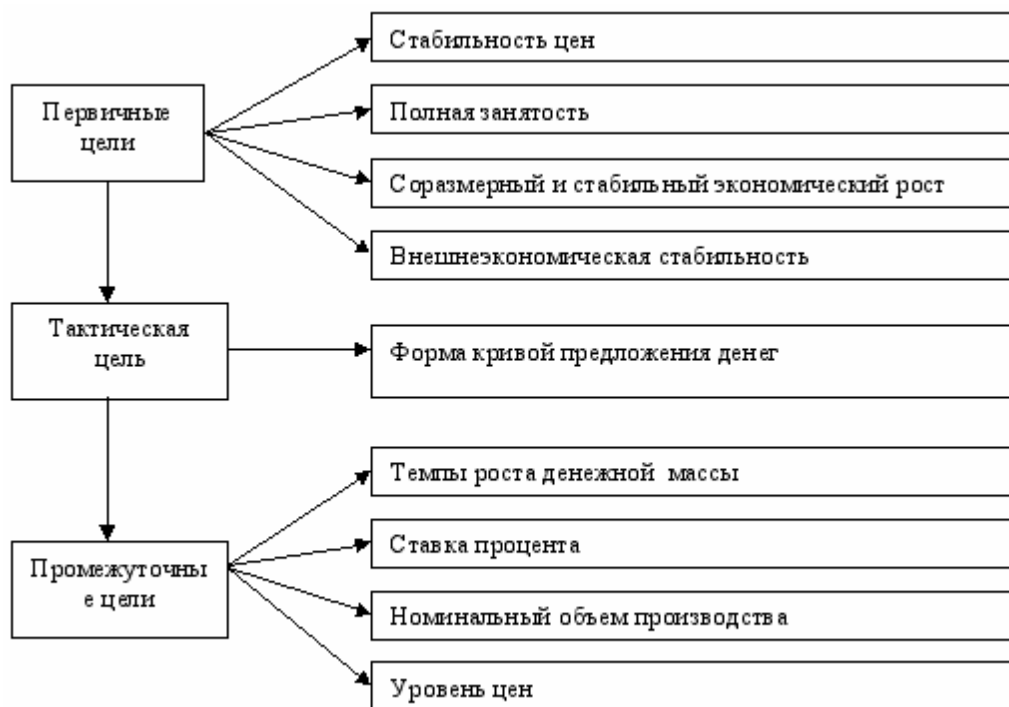 Первичные
цели
Стабильность цен
Полная занятость
Соразмерный и стабильный экономический рост
Внешнеэкономическая стабильность
Тактическая
цель
Форма кривой предложения денег
Промежуточны
е цели
Темпы роста денежной массы
Ставка процента
Номинальный объем производства
Уровень цен